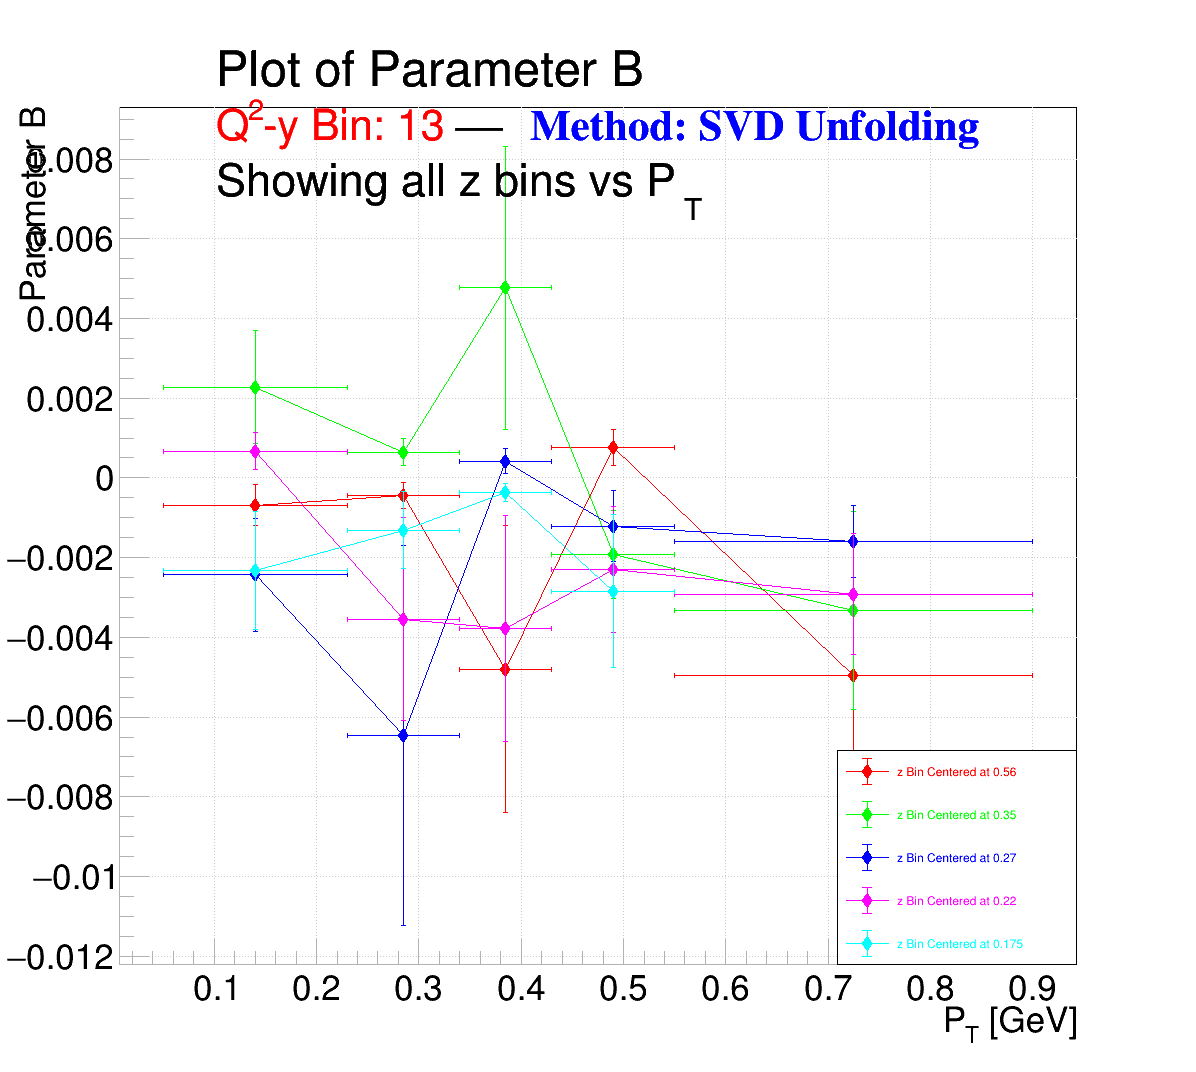 Plot of Parameter B
Q²-y Bin: 13 — Method: SVD Unfolding
Showing all z bins vs P_T
Parameter B
0.008
0.006
0.004
0.002
0
−0.002
−0.004
−0.006
−0.008
−0.01
−0.012
z Bin Centered at 0.56
z Bin Centered at 0.35
z Bin Centered at 0.27
z Bin Centered at 0.22
z Bin Centered at 0.175
0.1 0.2 0.3 0.4 0.5 0.6 0.7 0.8 0.9
P_T [GeV]